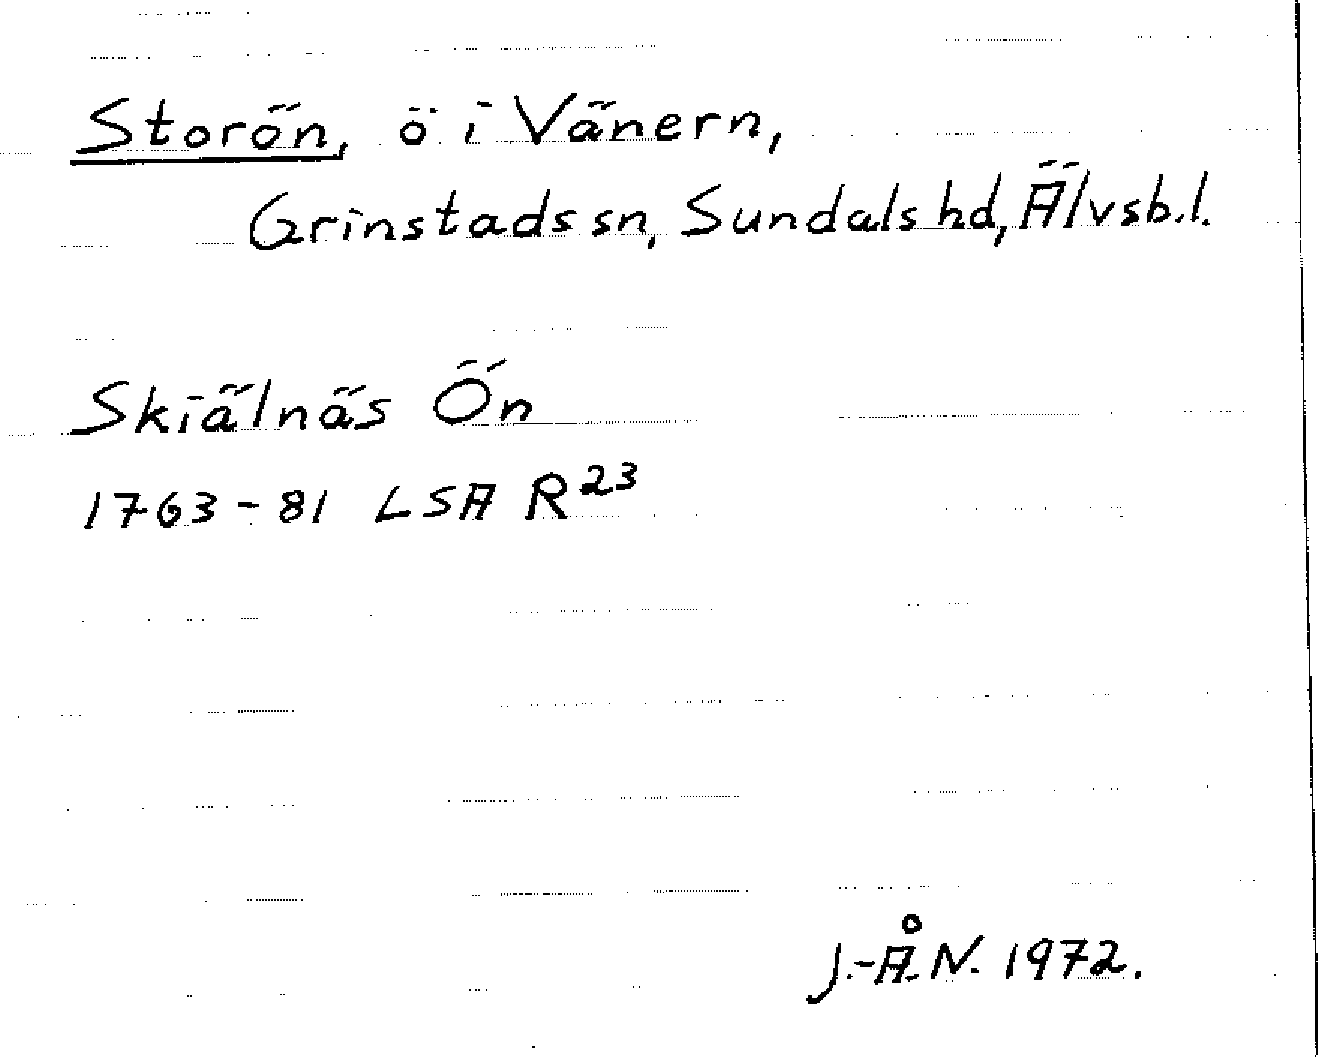 Storön, ö i Vänern,
Grinstads sn, Sundals hd, Älvsb.l.
Skiälnäs Ön
1763-81 LSA R23
J.-Å.N. 1972.